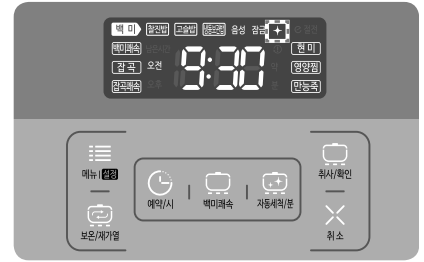 백미 찰진밥 고슬밥 음성 잠금
백미쾌속 현미
잡곡 오전 9:30 영양찜
잡곡쾌속 만능죽
메뉴 | 설정
보온/재가열
예약/시
백미쾌속
자동세척/분
취사/확인
취소